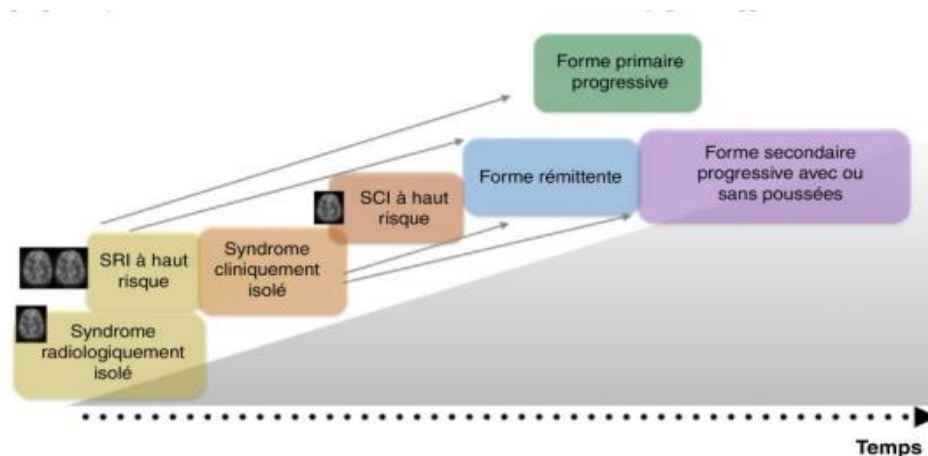 Forme primaire
progressive
Forme rémittente
Forme secondaire
progressive avec ou
sans poussées
SCI à haut
risque
SRI à haut
risque
Syndrome
cliniquement
isolé
Syndrome
radiologiquement
isolé
Temps